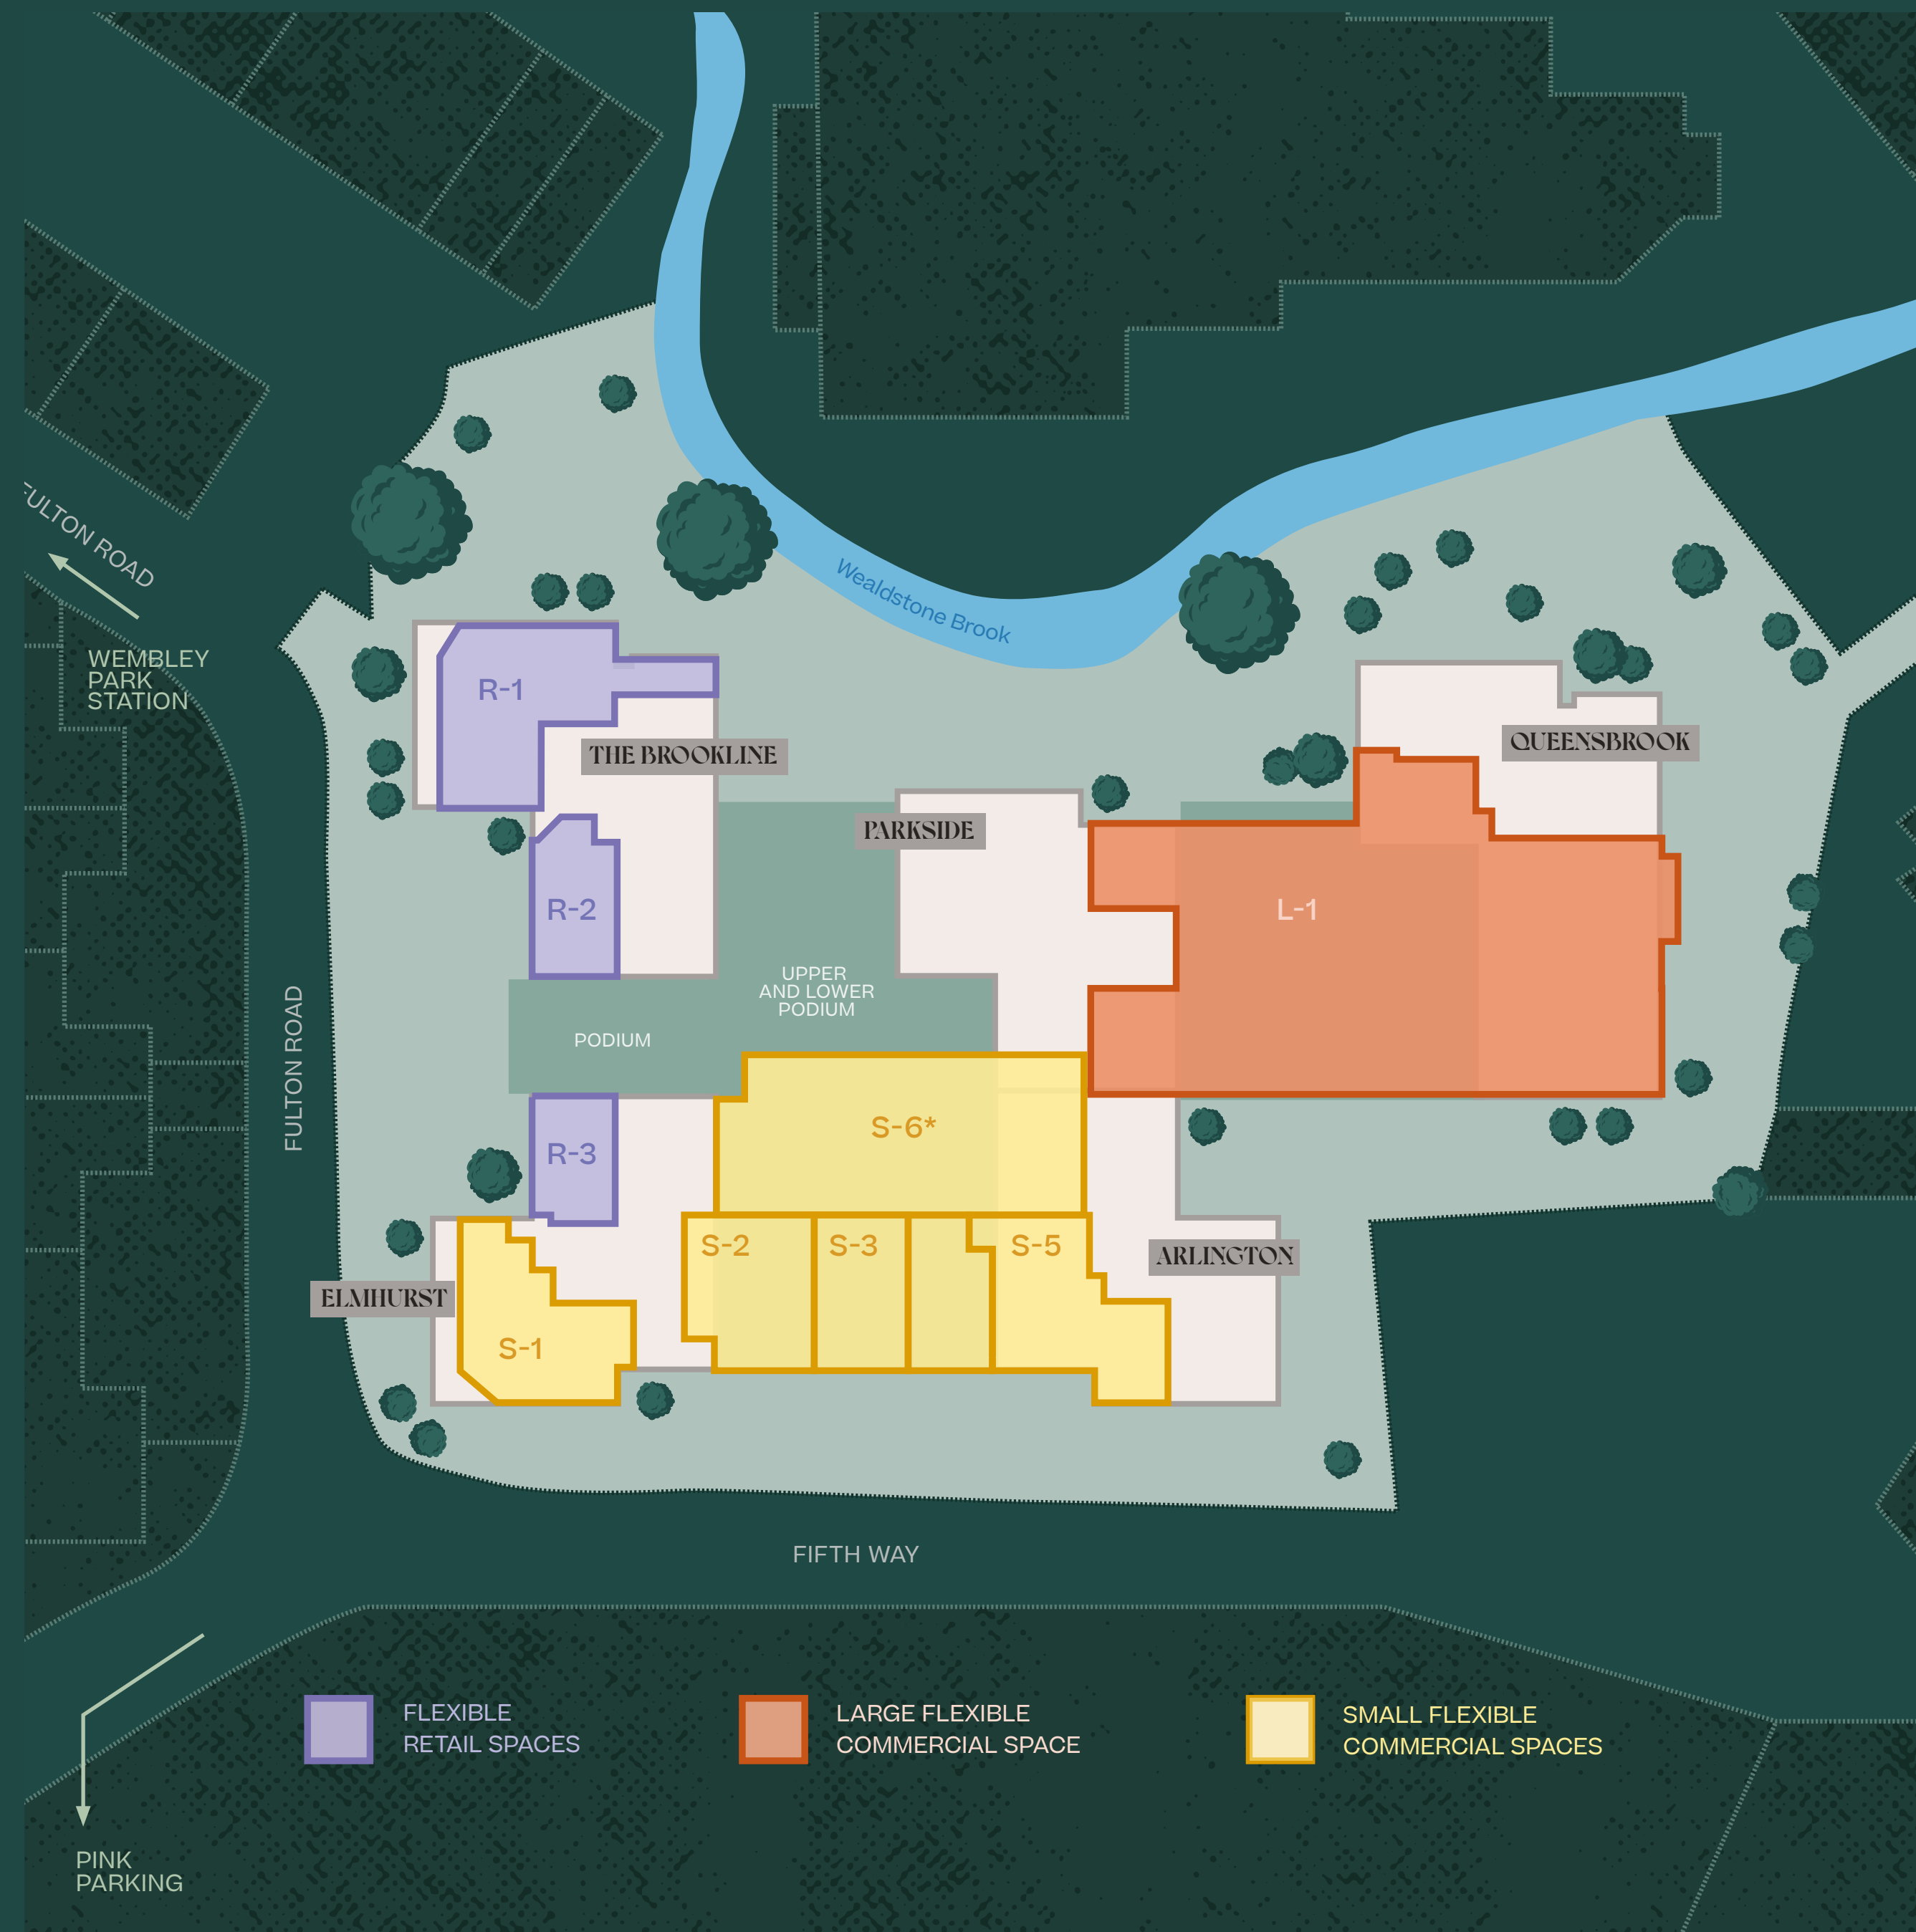 FULTON ROAD
Wealdstone Brook
WEMBLEY
PARK
STATION
R-1
THE BROOKLINE
QUEENSBROOK
PARKSIDE
R-2
L-1
UPPER
AND LOWER
PODIUM
PODIUM
FULTON ROAD
S-6*
R-3
S-2
S-3
S-5
ARLINGTON
ELMHURST
S-1
FIFTH WAY
FLEXIBLE
RETAIL SPACES
LARGE FLEXIBLE
COMMERCIAL SPACE
SMALL FLEXIBLE
COMMERCIAL SPACES
PINK
PARKING